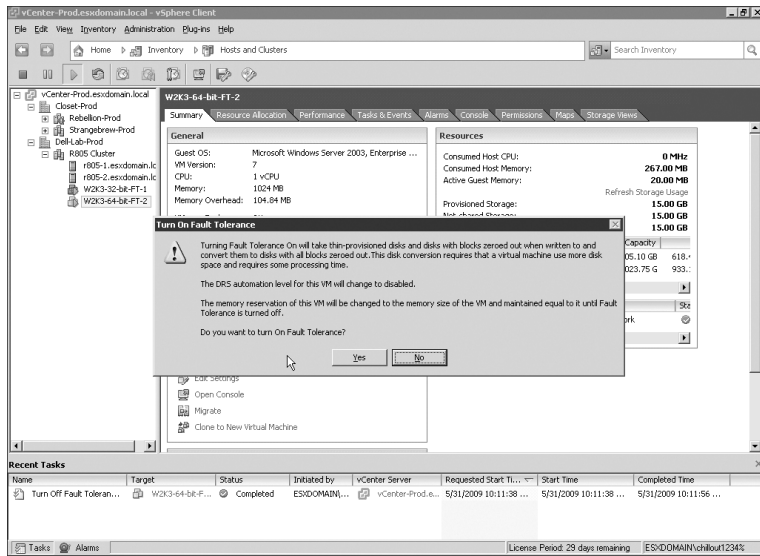 vCenter-Prod.esxdomain.local - vSphere Client
File Edit View Inventory Administration Plug-ins Help
Home Inventory Hosts and Clusters
Search Inventory
vCenter-Prod.esxdomain.local
Closet-Prod
Rebellion-Prod
Strangebrew-Prod
Dell-Lab-Prod
R805 Cluster
r805-1.esxdomain.lc
r805-2.esxdomain.lc
W2K3-32-bit-FT-1
W2K3-64-bit-FT-2
W2K3-64-bit-FT-2
Summary Resource Allocation Performance Tasks & Events Alarms Console Permissions Maps Storage Views
General
Guest OS: Microsoft Windows Server 2003, Enterprise ...
VM Version: 7
CPU: 1 vCPU
Memory: 1024 MB
Memory Overhead: 104.84 MB
Resources
Consumed Host CPU: 0 MHz
Consumed Host Memory: 267.00 MB
Active Guest Memory: 20.00 MB
Refresh Storage Usage
Provisioned Storage: 15.00 GB
Not-shared Storage: 15.00 GB
15.00 GB
Capacity
05.10 GB 618.
023.75 G 933.
Sta
ork
Turn On Fault Tolerance
Turning Fault Tolerance On will take thin-provisioned disks and disks with blocks zeroed out when written to and
convert them to disks with all blocks zeroed out.This disk conversion requires that a virtual machine use more disk
space and requires some processing time.
The DRS automation level for this VM will change to disabled.
The memory reservation of this VM will be changed to the memory size of the VM and maintained equal to it until Fault
Tolerance is turned off.
Do you want to turn On Fault Tolerance?
Yes No
Edit Settings
Open Console
Migrate
Clone to New Virtual Machine
Recent Tasks
Name Target Status Initiated by vCenter Server Requested Start Ti... Start Time Completed Time
Turn Off Fault Toleran... W2K3-64-bit-F... Completed ESXDOMAIN\... vCenter-Prod.e... 5/31/2009 10:11:38 ... 5/31/2009 10:11:38 ... 5/31/2009 10:11:56 ...
Tasks Alarms
License Period: 29 days remaining ESXDOMAIN\chillout1234%